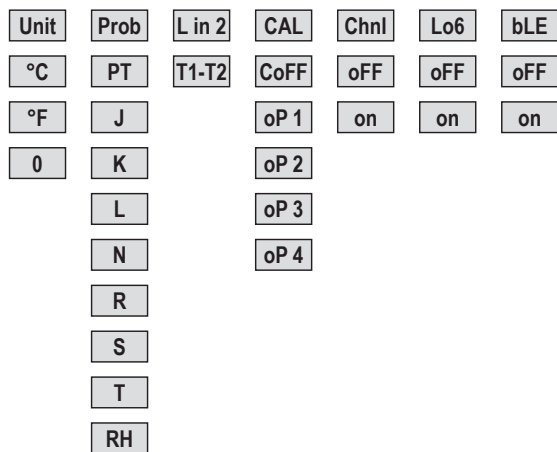 Unit Prob L in 2 CAL Chnl Lo6 bLE
°C PT T1-T2 CoFF oFF oFF oFF
°F J oP 1 on on on
0 K oP 2
L oP 3
N oP 4
R
S
T
RH